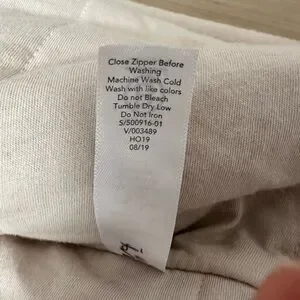 Close Zipper Before
Washing
Machine Wash Cold
Wash with like colors
Do not Bleach
Tumble Dry Low
Do Not Iron
S/500916-01
V/003489
HO19
08/19